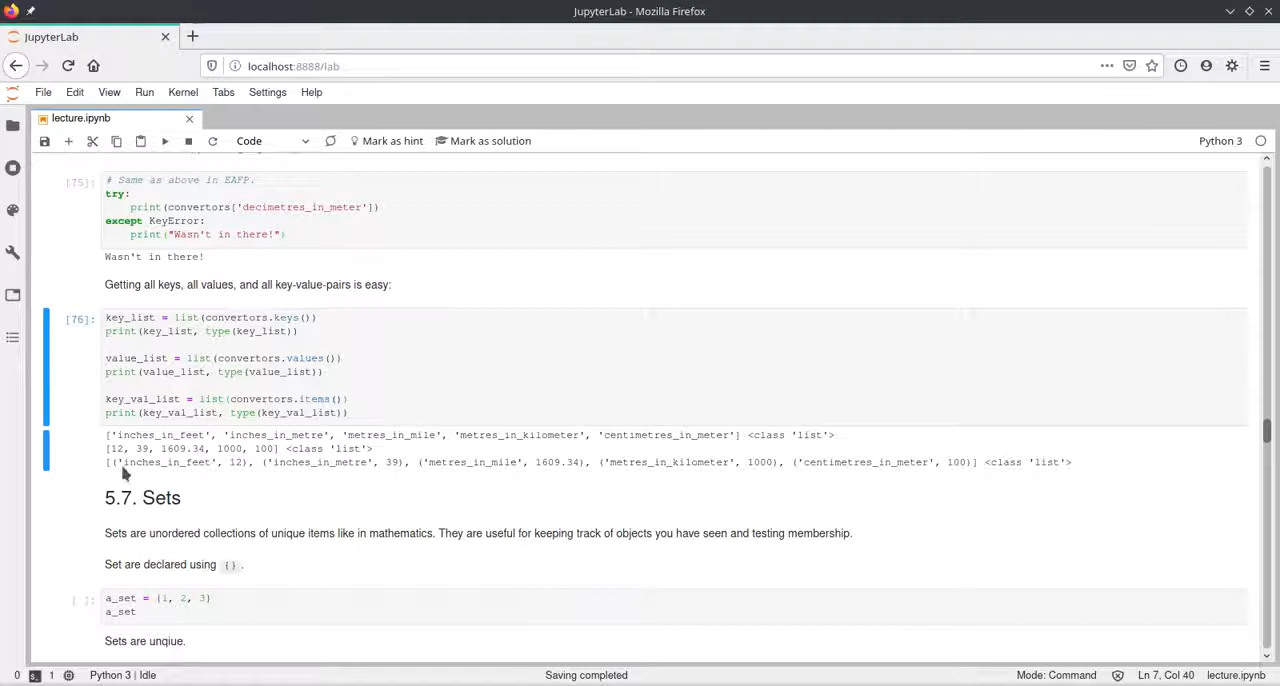 JupyterLab - Mozilla Firefox
JupyterLab
localhost:8888/lab
File Edit View Run Kernel Tabs Settings Help
lecture.ipynb
Code Mark as hint Mark as solution Python 3
[75]: # Same as above in EAFP.
try:
print(convertors['decimetres_in_meter'])
except KeyError:
print("Wasn't in there!")
Wasn't in there!
Getting all keys, all values, and all key-value-pairs is easy:
[76]: key_list = list(convertors.keys())
print(key_list, type(key_list))
value_list = list(convertors.values())
print(value_list, type(value_list))
key_val_list = list(convertors.items())
print(key_val_list, type(key_val_list))
['inches_in_feet', 'inches_in_metre', 'metres_in_mile', 'metres_in_kilometer', 'centimetres_in_meter'] <class 'list'>
[12, 39, 1609.34, 1000, 100] <class 'list'>
[('inches_in_feet', 12), ('inches_in_metre', 39), ('metres_in_mile', 1609.34), ('metres_in_kilometer', 1000), ('centimetres_in_meter', 100)] <class 'list'>
5.7. Sets
Sets are unordered collections of unique items like in mathematics. They are useful for keeping track of objects you have seen and testing membership.
Set are declared using {}.
[ ]: a_set = {1, 2, 3}
a_set
Sets are unqiue.
0 1 Python 3 | Idle Saving completed Mode: Command Ln 7, Col 40 lecture.ipynb